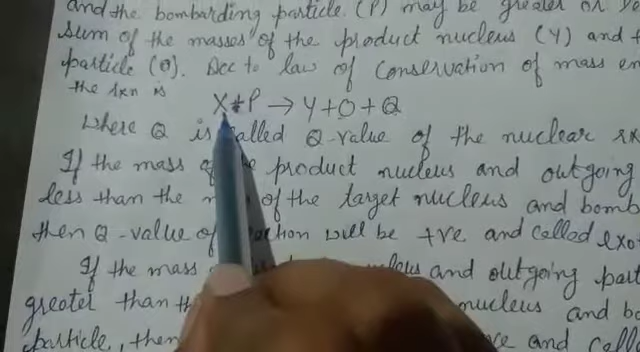 and the bombarding particle (P) may be greater or
Sum of the masses of the product nucleus (Y) and
particle (O). Acc to law of conservation of mass en
the rxn is
X+P → Y+O+Q
Where Q is called Q-value of the nuclear rx
If the mass of product nucleus and outgoing
less than the of the target nucleus and bomb
then Q-value of will be +ve and called exo
If the mass and outgoing part
greater than nucleus and bo
particle, then and call